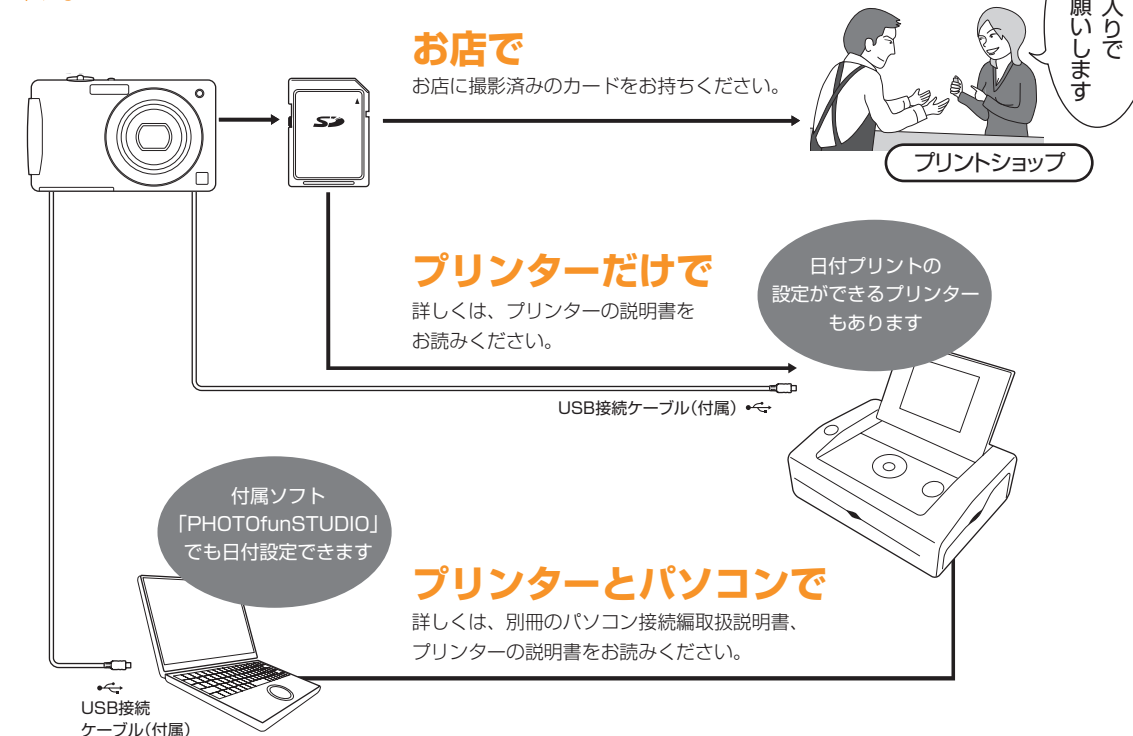 お店で
お店に撮影済みのカードをお持ちください。
入りで
願いします
プリントショップ
SD
プリンターだけで
詳しくは、プリンターの説明書を
お読みください。
日付プリントの
設定ができるプリンター
もあります
USB接続ケーブル(付属)
付属ソフト
「PHOTOfunSTUDIO」
でも日付設定できます
プリンターとパソコンで
詳しくは、別冊のパソコン接続編取扱説明書、
プリンターの説明書をお読みください。
USB接続
ケーブル(付属)